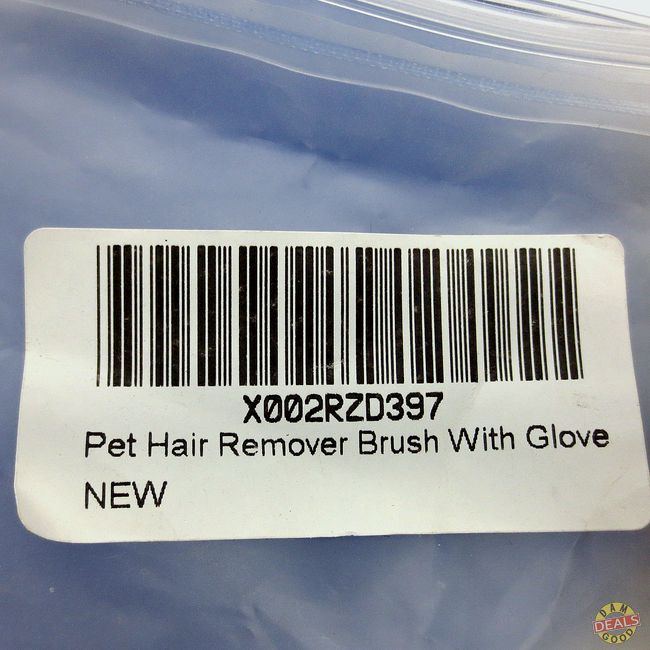 X002RZD397
Pet Hair Remover Brush With Glove
NEW
DAM
DEALS
GOOD